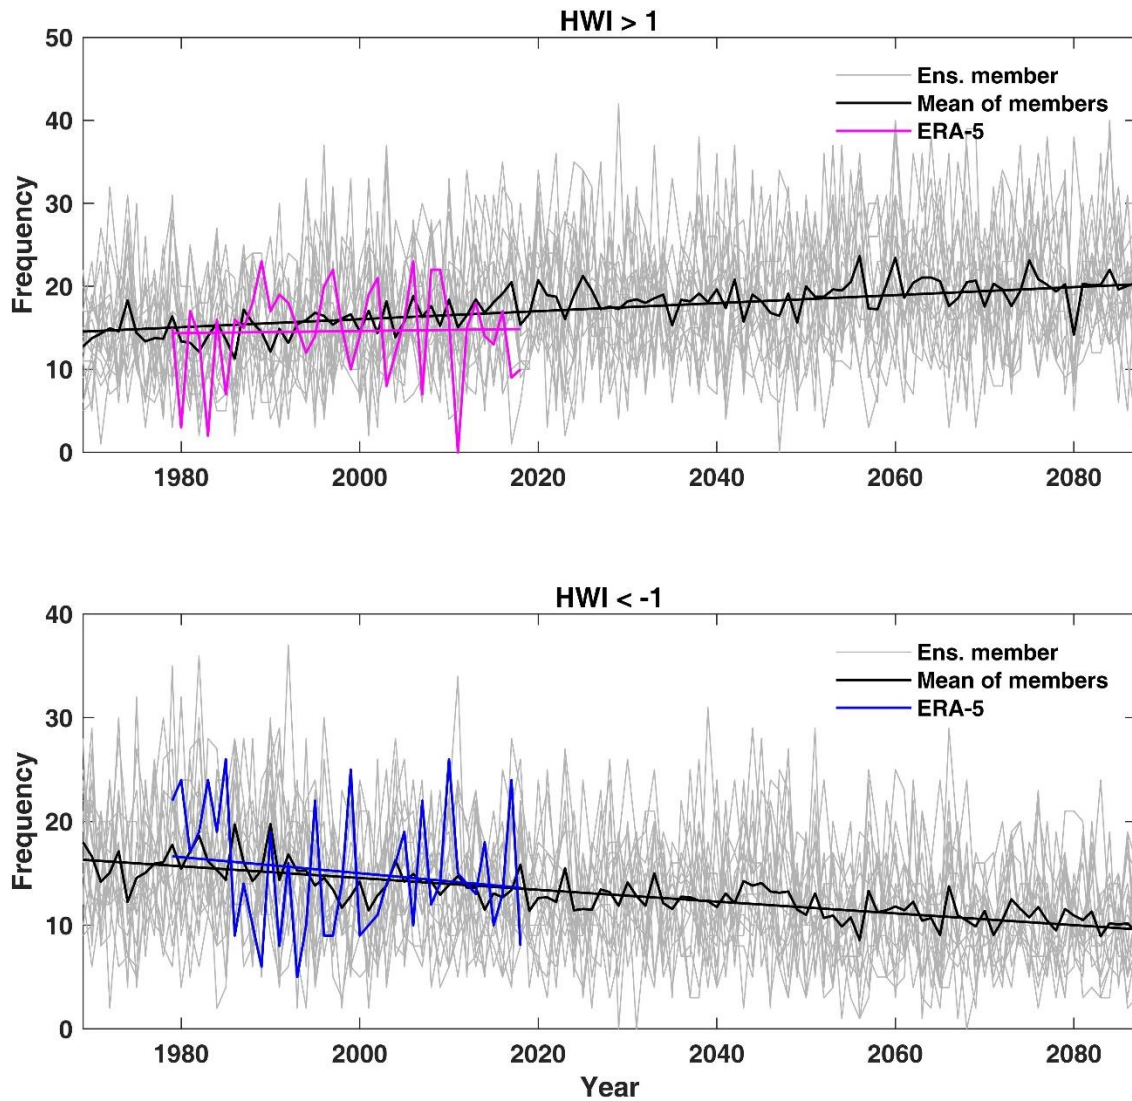 HWI > 1
50
40
30
20
10
0
Frequency
Ens. member
Mean of members
ERA-5
1980 2000 2020 2040 2060 2080
HWI < -1
40
30
20
10
0
Frequency
Ens. member
Mean of members
ERA-5
1980 2000 2020 2040 2060 2080
Year